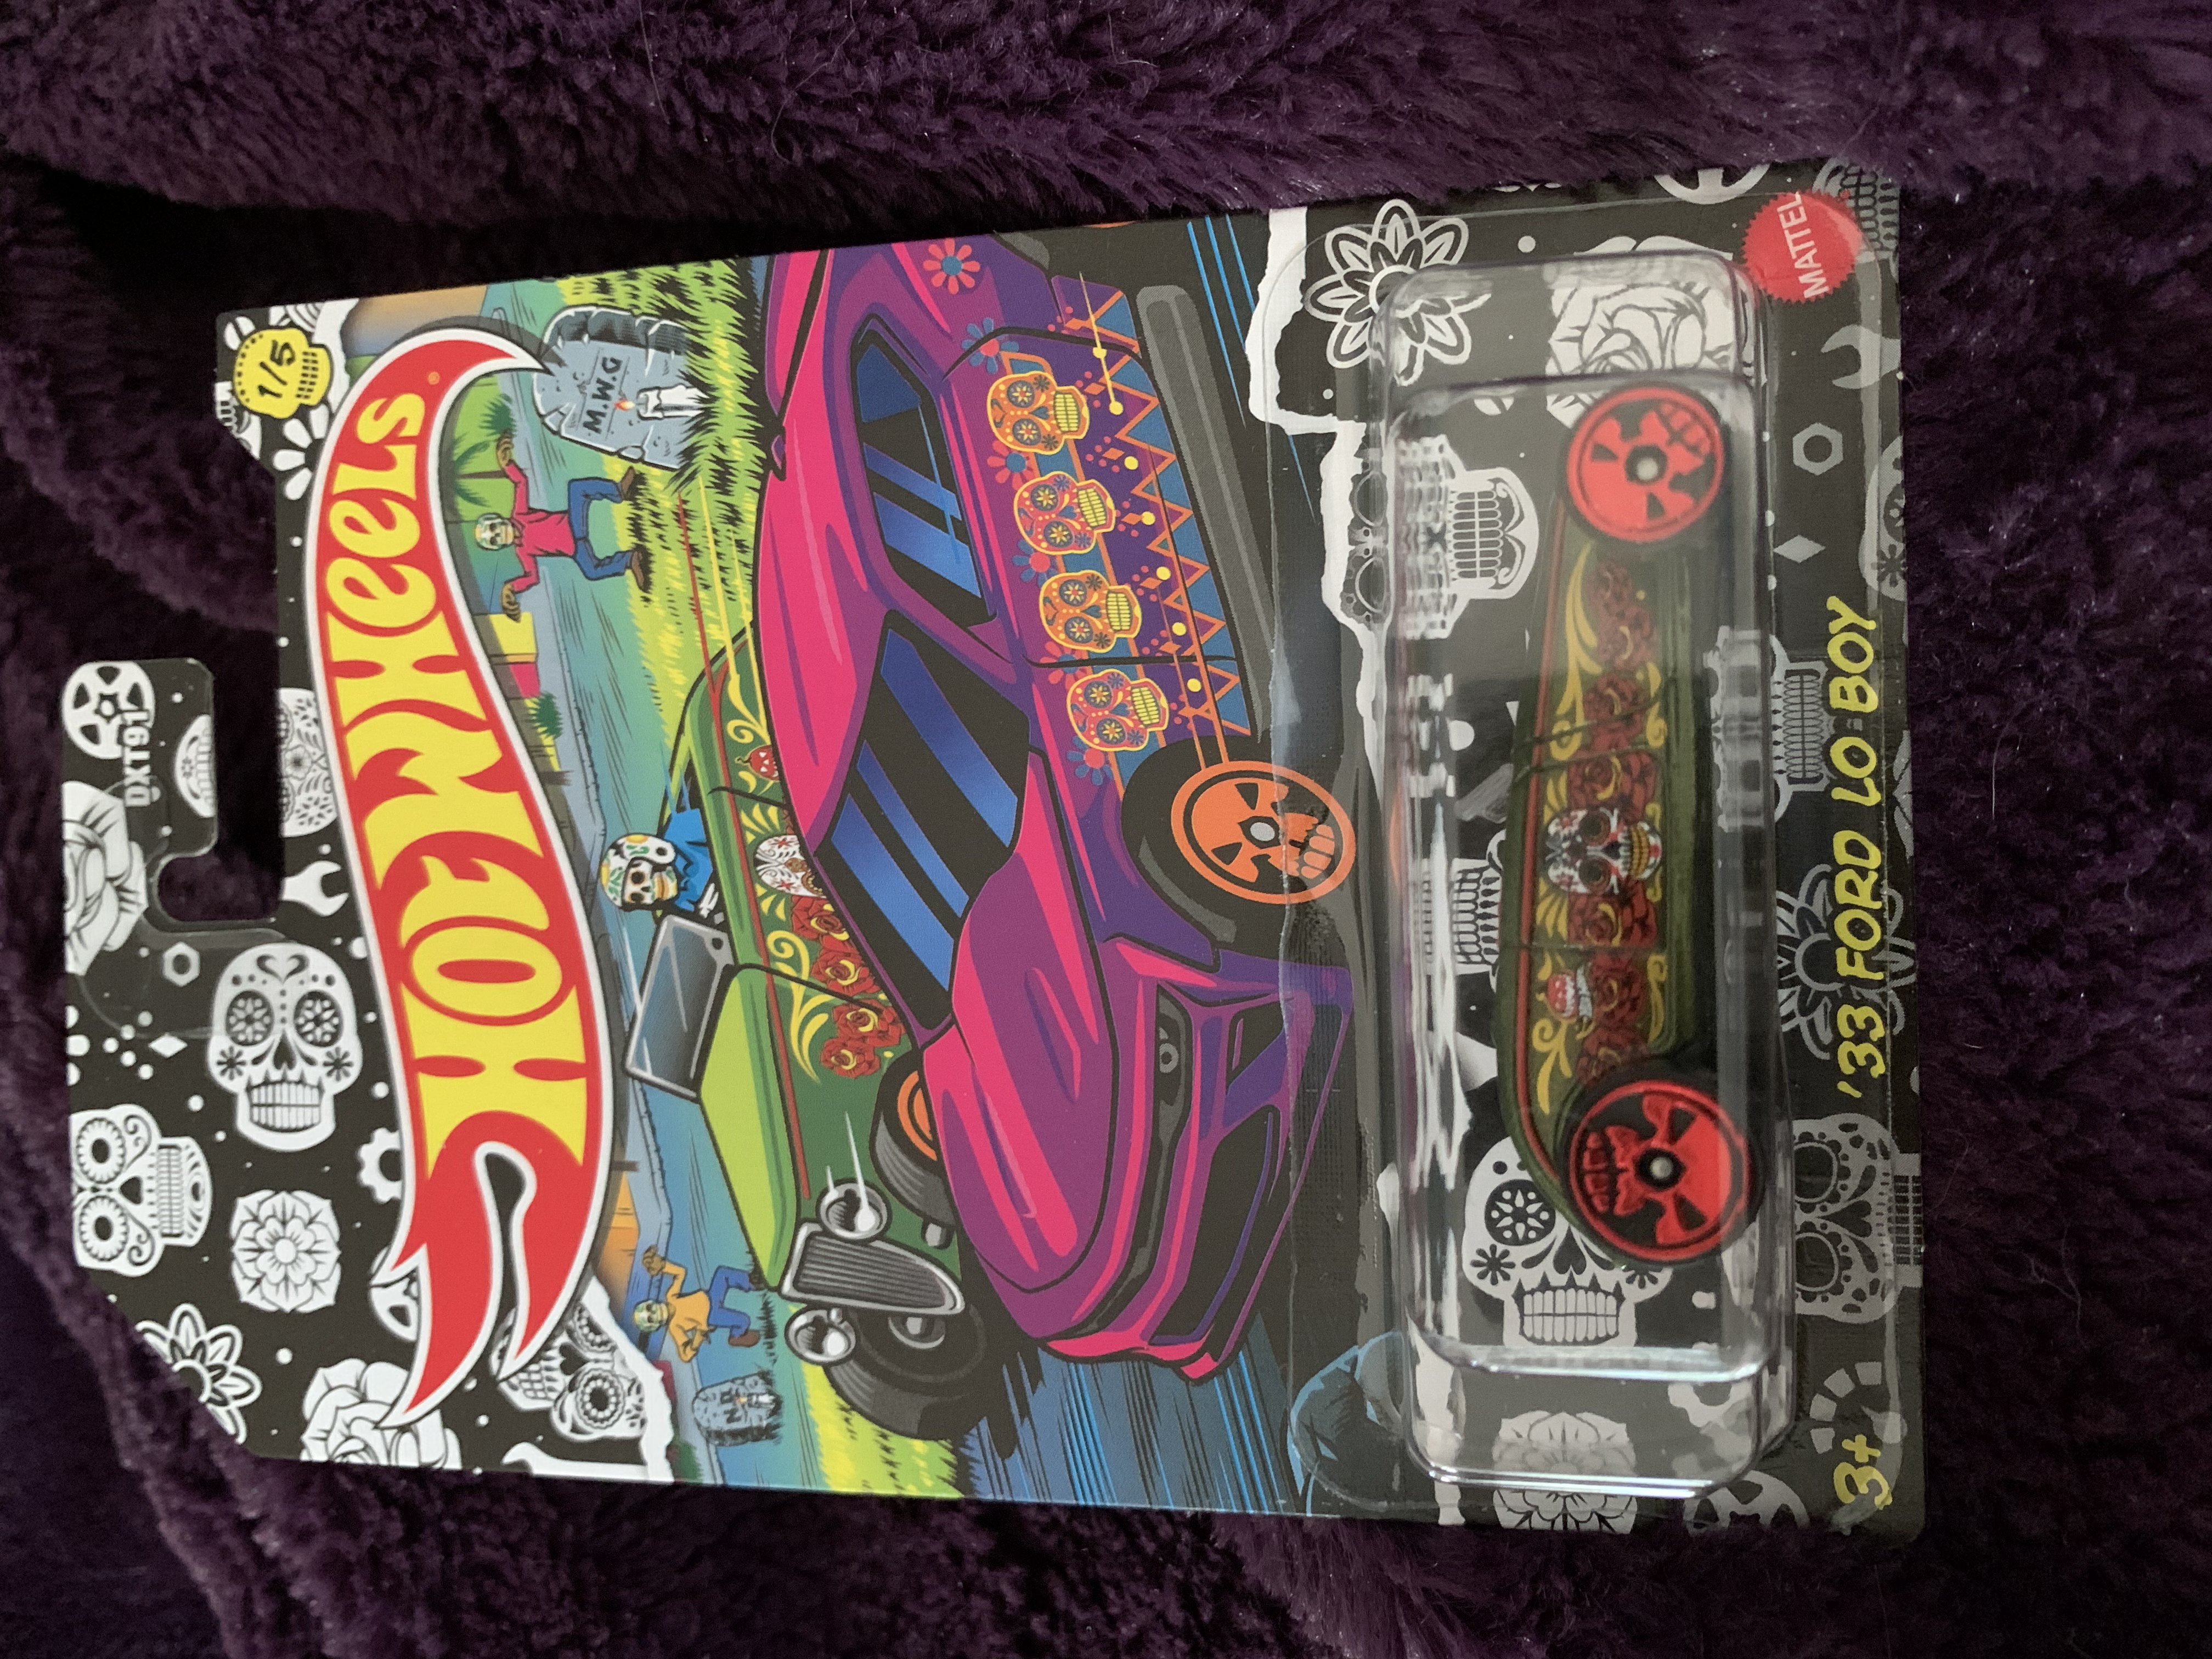 DXT91
1/5
HOT WHEELS
M.W.G
MATTEL
'33 FORD LO BOY
3+